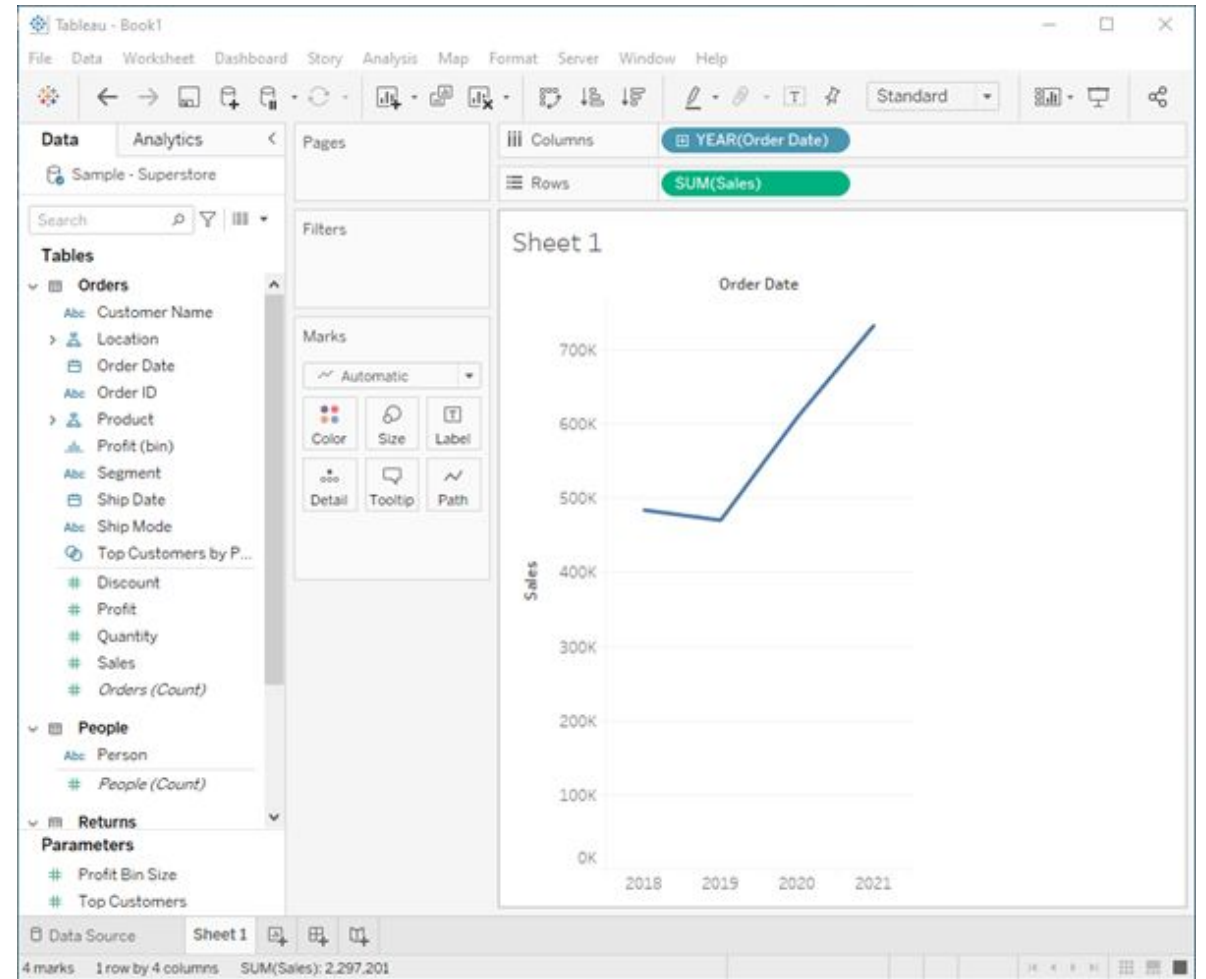 Tableau - Book1
File Data Worksheet Dashboard Story Analysis Map Format Server Window Help
Standard
Data Analytics
Sample - Superstore
Search
Tables
Orders
Abc Customer Name
Location
Order Date
Abc Order ID
Product
Profit (bin)
Abc Segment
Ship Date
Abc Ship Mode
Top Customers by P...
# Discount
# Profit
# Quantity
# Sales
# Orders (Count)
People
Abc Person
# People (Count)
Returns
Parameters
# Profit Bin Size
# Top Customers
Pages
Filters
Marks
Automatic
Color Size Label
Detail Tooltip Path
Columns YEAR(Order Date)
Rows SUM(Sales)
Sheet 1
Order Date
700K
600K
500K
400K
300K
200K
100K
0K
Sales
2018 2019 2020 2021
Data Source Sheet 1
4 marks 1 row by 4 columns SUM(Sales): 2,297,201